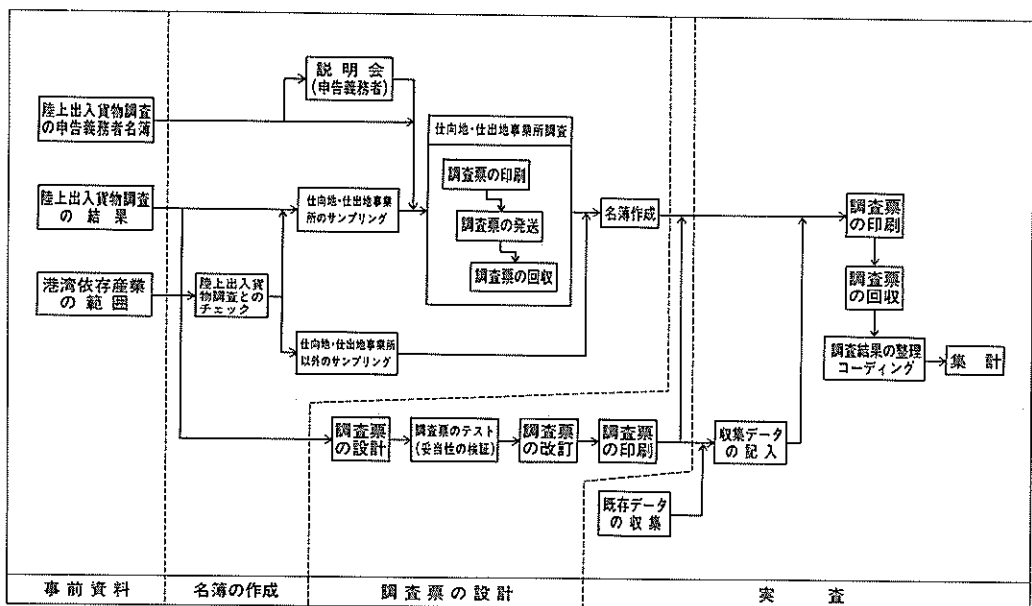 説明会
(申告義務者)
陸上出入貨物調査
の申告義務者名簿
仕向地・仕出地事業所調査
調査票の印刷
調査票の発送
調査票の回収
陸上出入貨物調査
の結果
仕向地・仕出地事業
所のサンプリング
名簿作成
調査票
の印刷
調査票
の回収
調査結果の整理
コーディング
集計
港湾依存産業
の範囲
陸上出入貨
物調査との
チェック
仕向地・仕出地事業所
以外のサンプリング
調査票
の設計
調査票のテスト
(妥当性の検証)
調査票
の改訂
調査票
の印刷
収集データ
の記入
既存データ
の収集
事前資料
名簿の作成
調査票の設計
実査